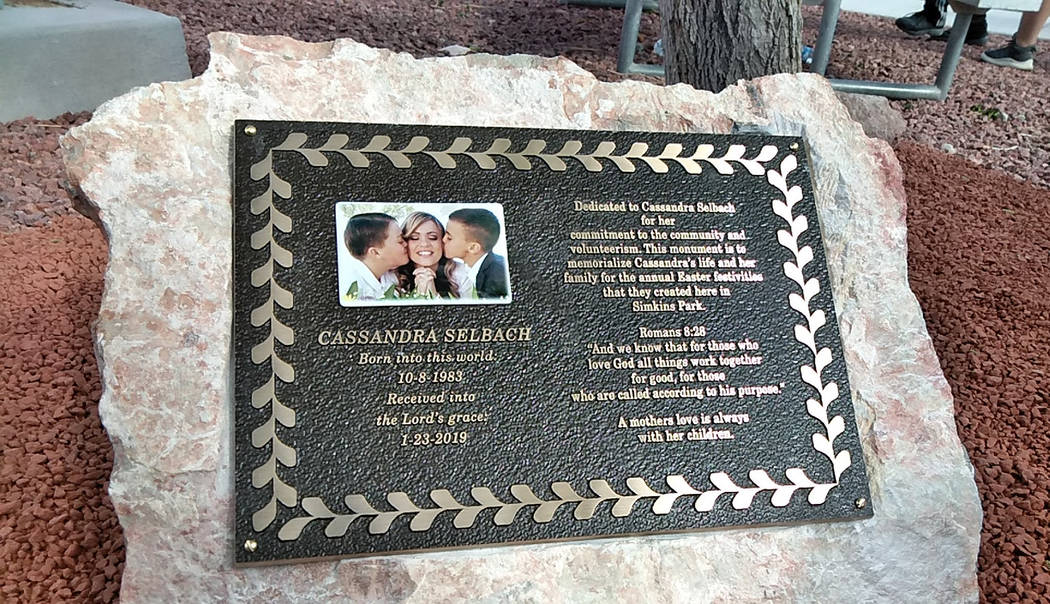 CASSANDRA SELBACH
Born into this world
10-8-1983
Received into
the Lord's grace:
1-23-2019
Dedicated to Cassandra Selbach
for her
commitment to the community and
volunteerism. This monument is to
memorialize Cassandra's life and her
family for the annual Easter festivities
that they created here in
Simkins Park.
Romans 8:28
"And we know that for those who
love God all things work together
for good, for those
who are called according to his purpose."
A mothers love is always
with her children.